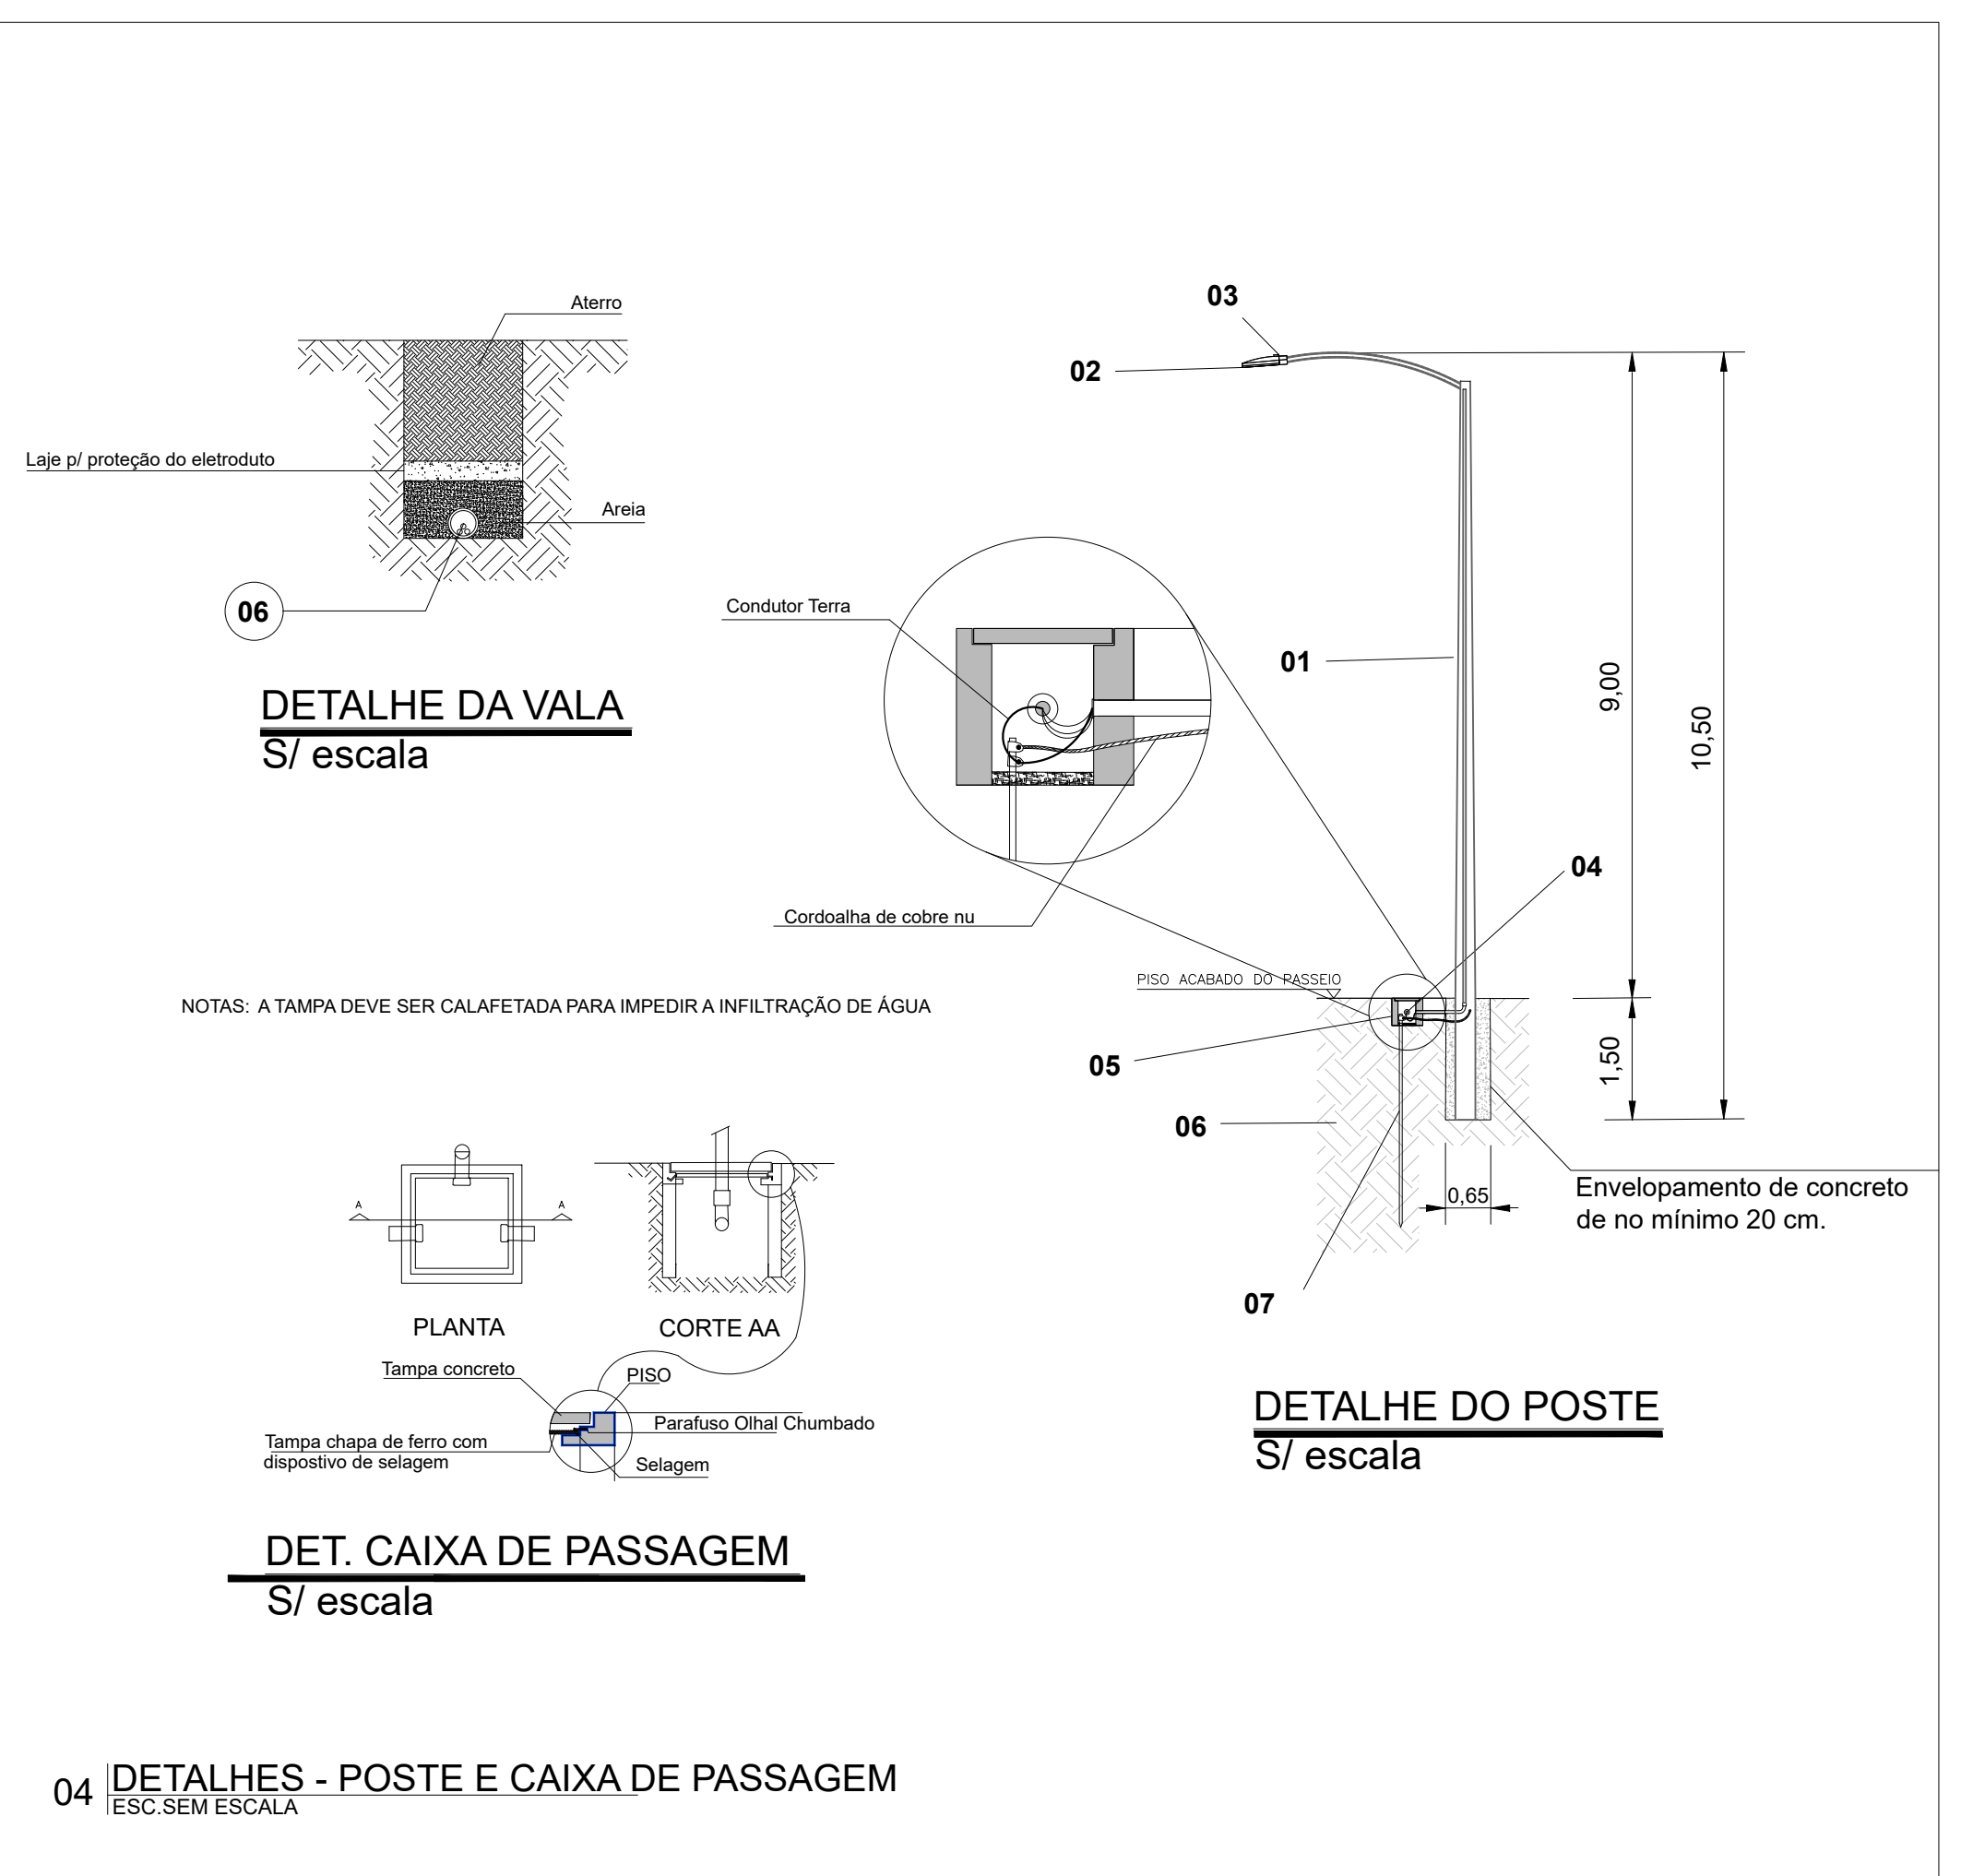 Aterro
Laje p/ proteção do eletroduto
Areia
06
DETALHE DA VALA
S/ escala
03
02
01
9,00
10,50
Condutor Terra
Cordoalha de cobre nu
04
PISO ACABADO DO PASSEIO
05
06
1,50
0,65
Envelopamento de concreto
de no mínimo 20 cm.
07
DETALHE DO POSTE
S/ escala
NOTAS: A TAMPA DEVE SER CALAFETADA PARA IMPEDIR A INFILTRAÇÃO DE ÁGUA
A
A
PLANTA
CORTE AA
Tampa concreto
PISO
Parafuso Olhal Chumbado
Tampa chapa de ferro com
dispostivo de selagem
Selagem
DET. CAIXA DE PASSAGEM
S/ escala
04
DETALHES - POSTE E CAIXA DE PASSAGEM
ESC.SEM ESCALA